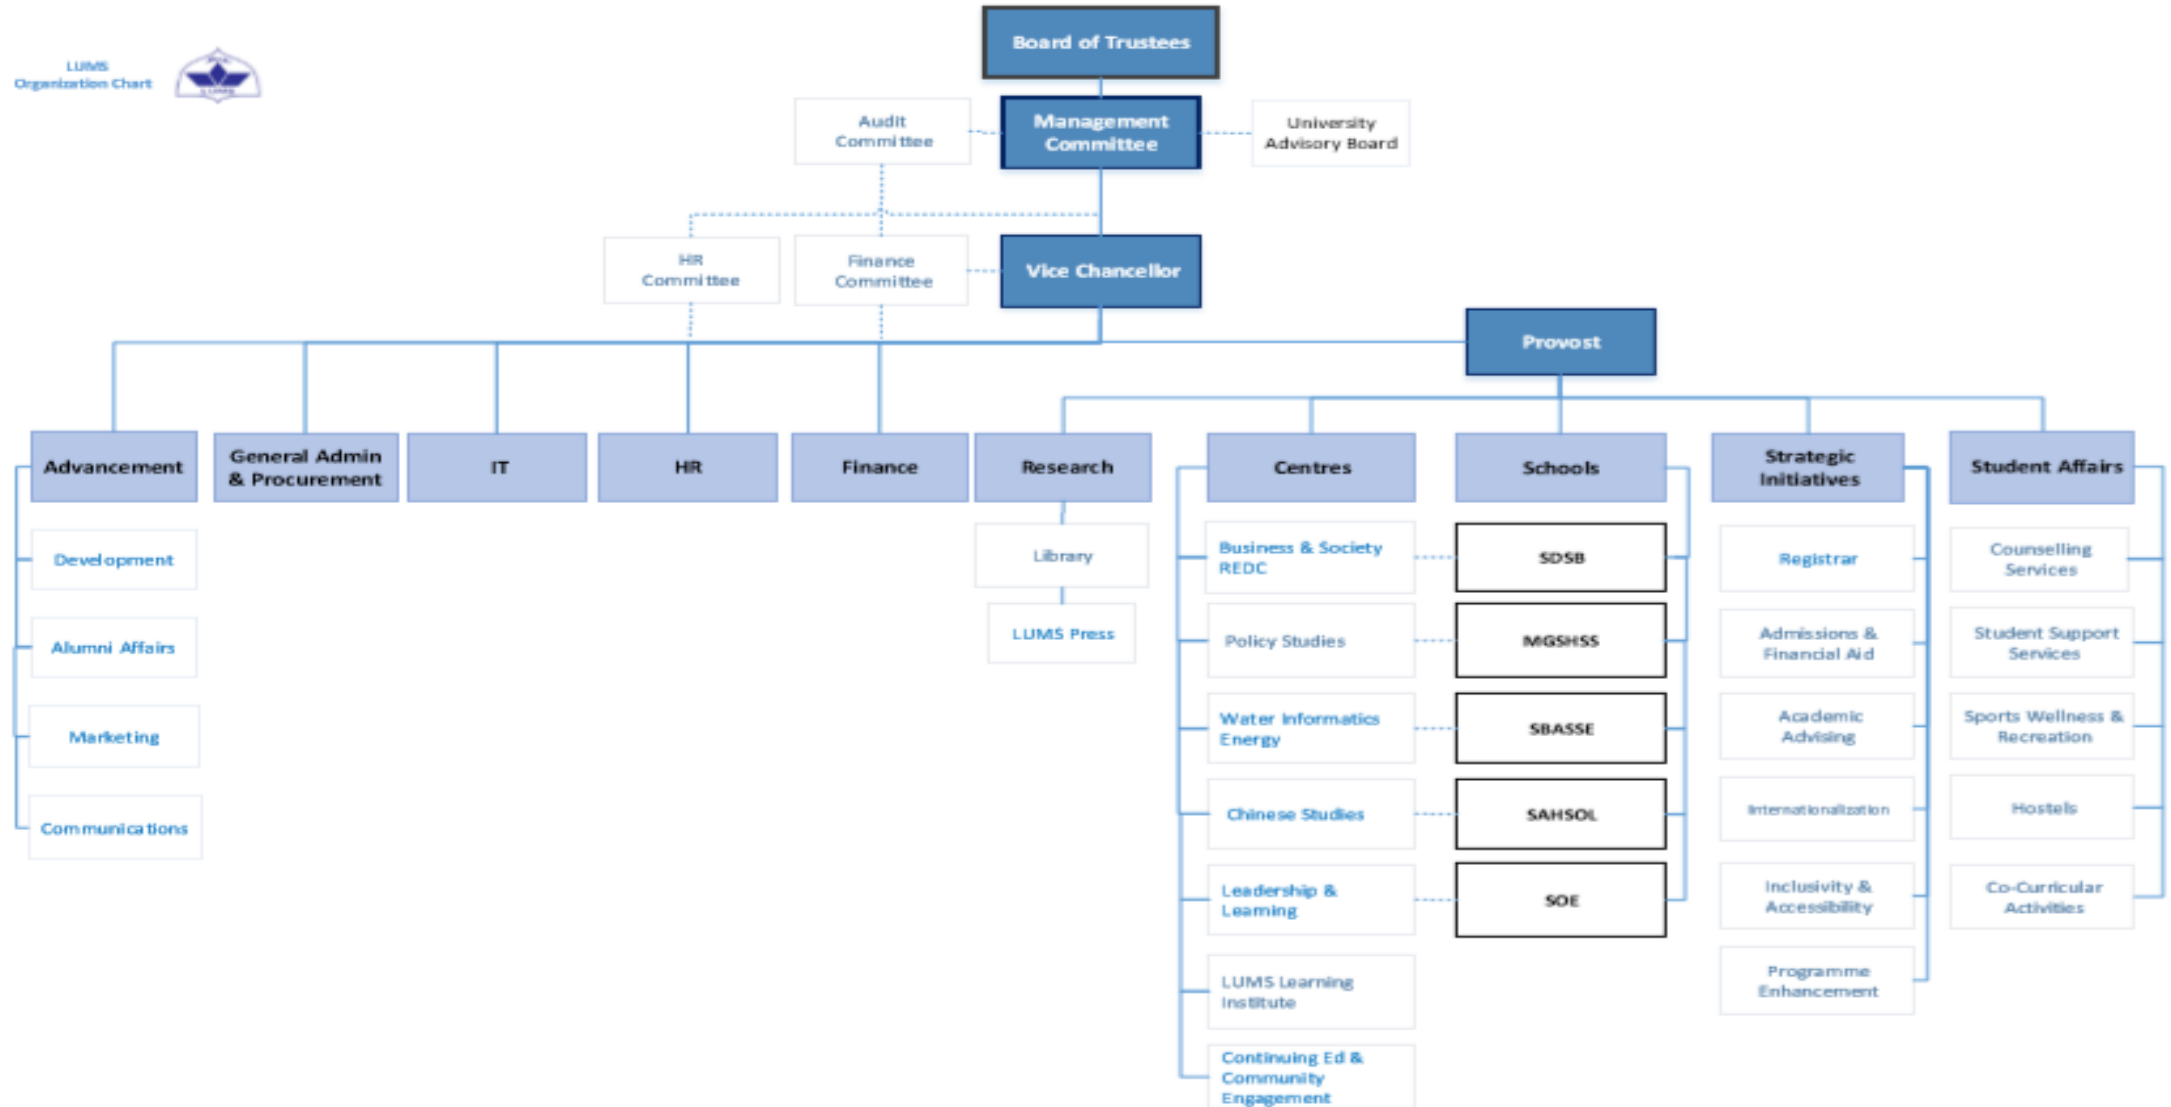 Board of Trustees
LUMS
Organization Chart
LUMS
Audit
Committee
Management
Committee
University
Advisory Board
HR
Committee
Finance
Committee
Vice Chancellor
Provost
Advancement
General Admin
& Procurement
IT
HR
Finance
Research
Centres
Schools
Strategic
Initiatives
Student Affairs
Development
Alumni Affairs
Marketing
Communications
Library
LUMS Press
Business & Society
REDC
Policy Studies
Water Informatics
Energy
Chinese Studies
Leadership &
Learning
LUMS Learning
Institute
Continuing Ed &
Community
Engagement
SDSB
MGSHSS
SBASSE
SAHSOL
SOE
Registrar
Admissions &
Financial Aid
Academic
Advising
Internationalization
Inclusivity &
Accessibility
Programme
Enhancement
Counselling
Services
Student Support
Services
Sports Wellness &
Recreation
Hostels
Co-Curricular
Activities